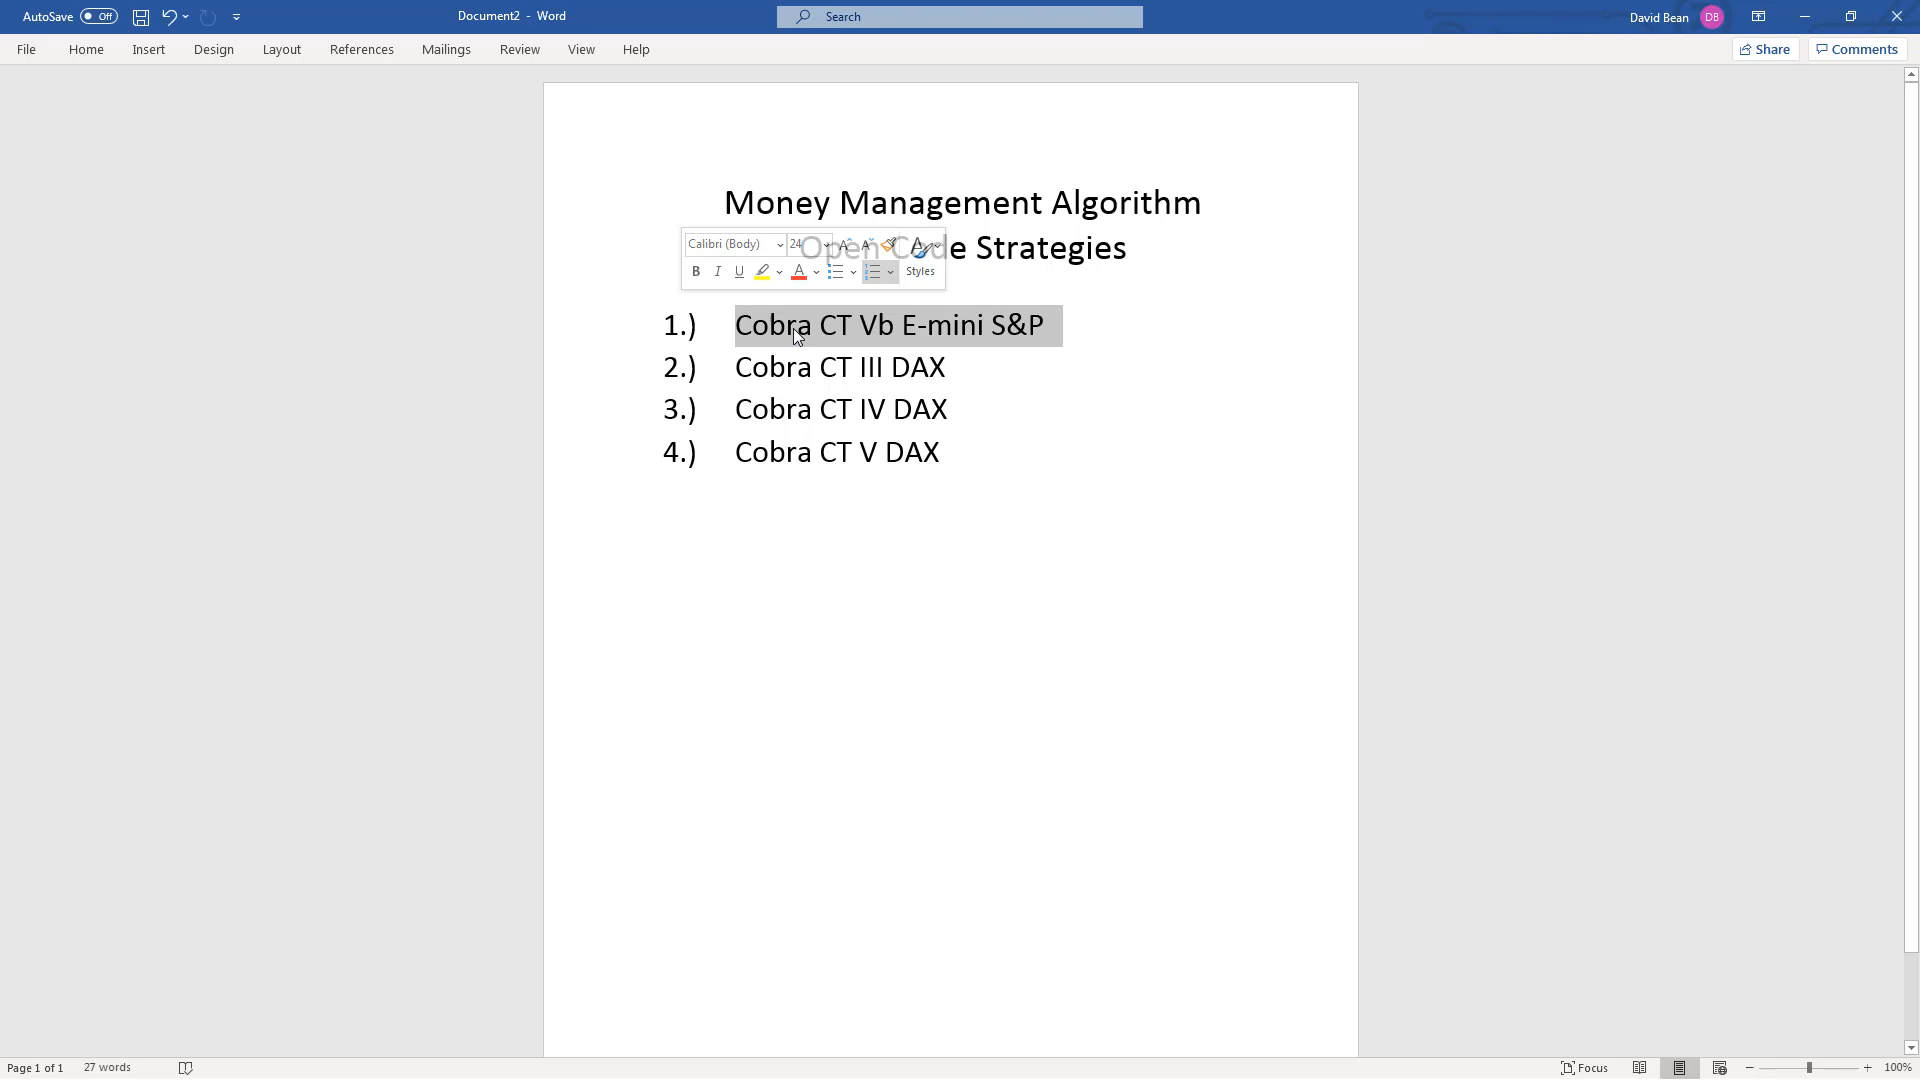 AutoSave Off Document2 - Word Search David Bean DB
File Home Insert Design Layout References Mailings Review View Help Share Comments
Money Management Algorithm
Open Code Strategies
Calibri (Body) 24
B I U A Styles
1.) Cobra CT Vb E-mini S&P
2.) Cobra CT III DAX
3.) Cobra CT IV DAX
4.) Cobra CT V DAX
Page 1 of 1 27 words Focus 100%